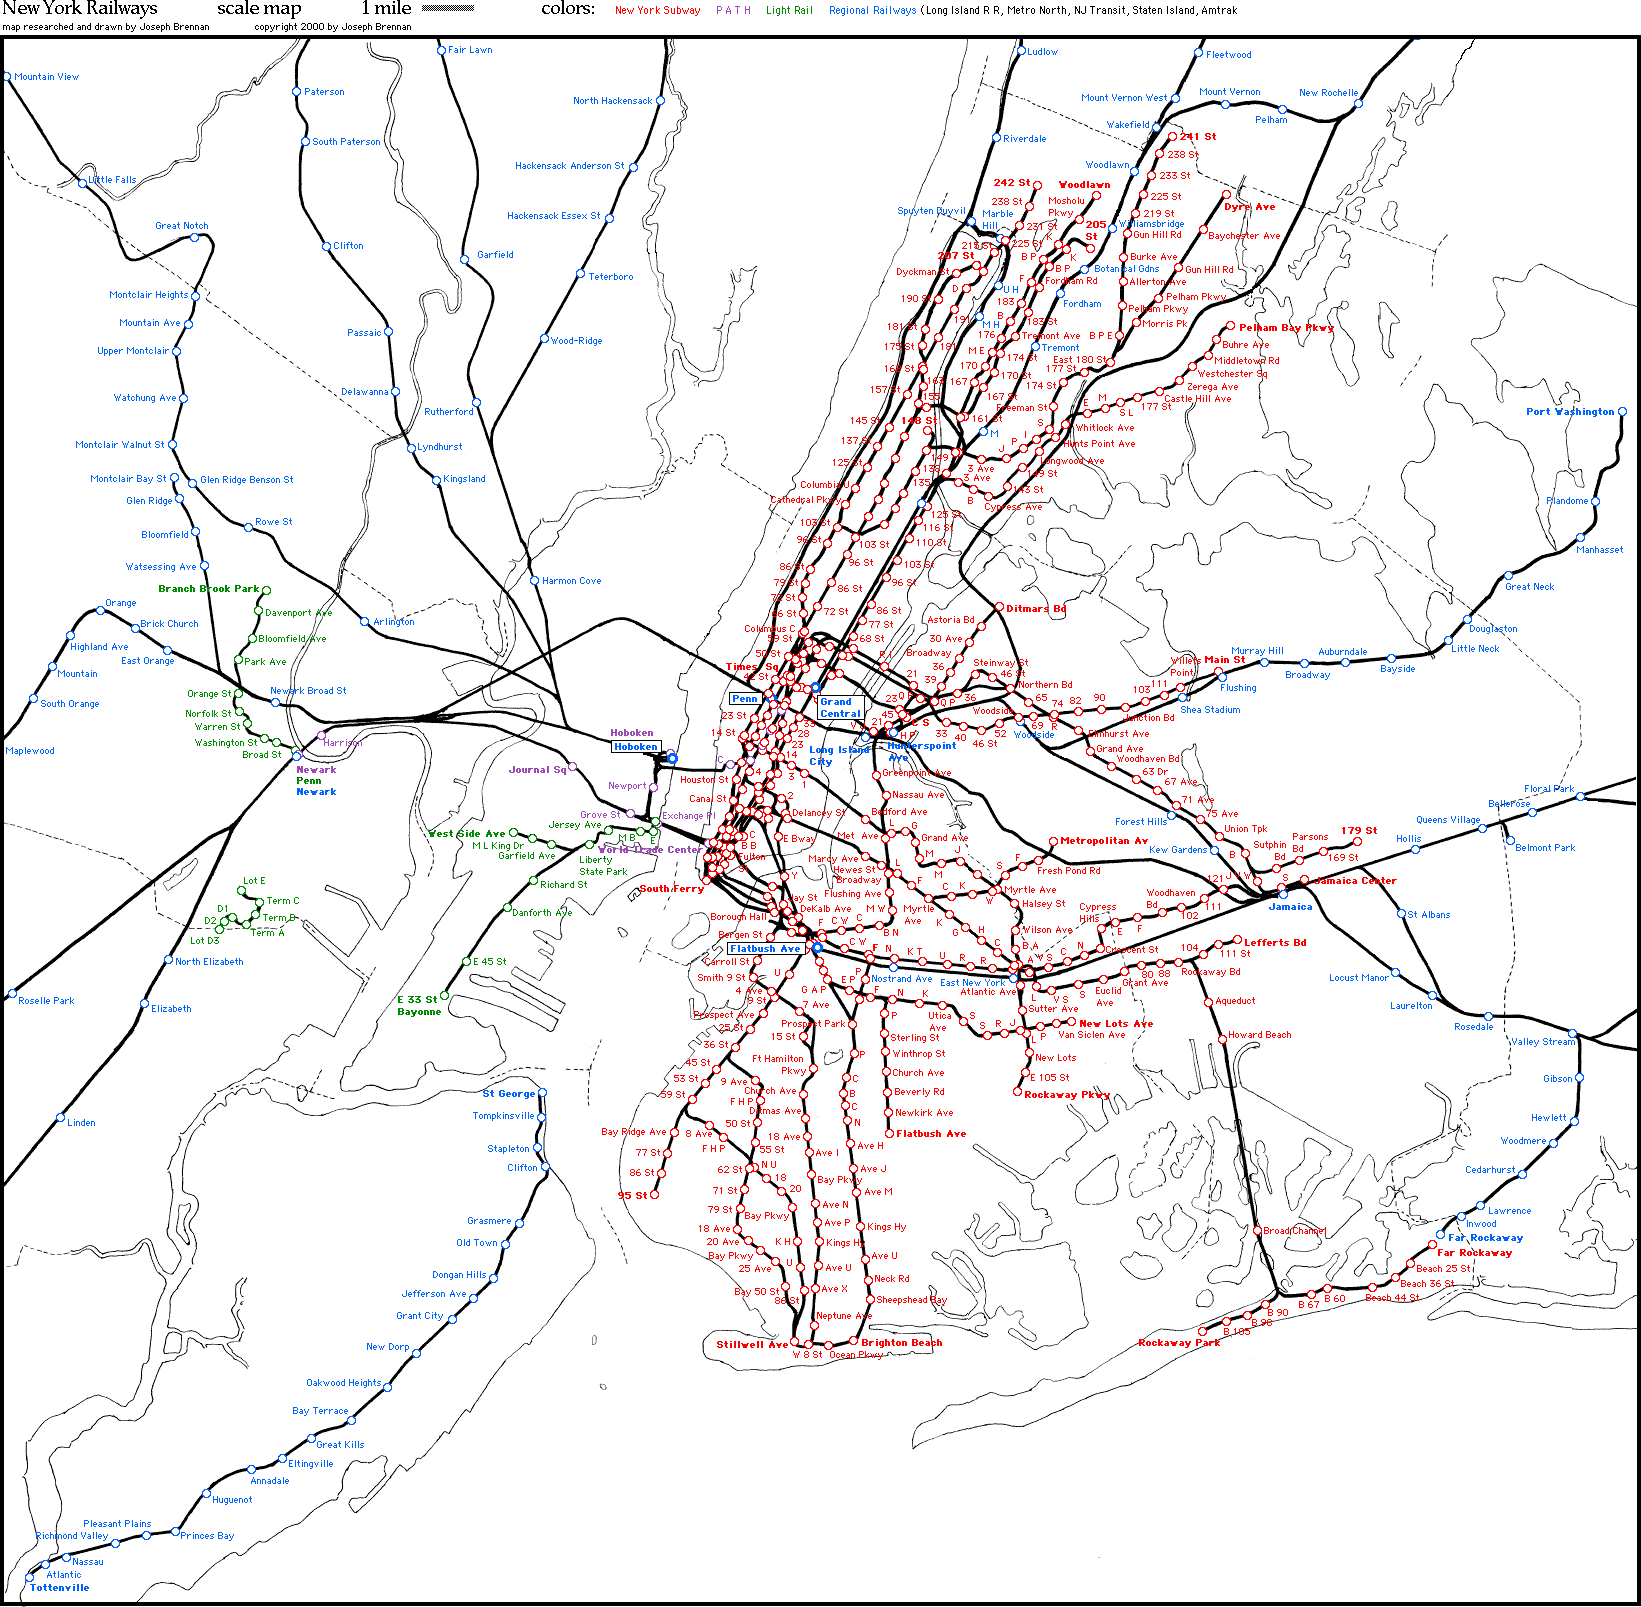 New York Railways scale map 1 mile colors: New York Subway P A T H Light Rail Regional Railways (Long Island R R, Metro North, NJ Transit, Staten Island, Amtrak
map researched and drawn by Joseph Brennan copyright 2000 by Joseph Brennan
Fair Lawn
Ludlow
Fleetwood
Mountain View
Paterson
North Hackensack
Mount Vernon West
Mount Vernon
New Rochelle
Pelham
Wakefield
241 St
South Paterson
Riverdale
238 St
Hackensack Anderson St
Woodlawn
233 St
Little Falls
242 St
Woodlawn
225 St
238 St
Mosholu
Pkwy
Dyre Ave
Great Notch
Hackensack Essex St
Spuyten Duyvil
Marble
Hill
231 St
205
St
219 St
Williamsbridge
Gun Hill Rd
Baychester Ave
Clifton
Garfield
215 St
225 St
K
207 St
B P
K
Burke Ave
Teterboro
Dyckman St
B P
Botanical Gdns
Gun Hill Rd
F
Fordham Rd
Allerton Ave
Montclair Heights
190 St
D
U H
183
Fordham
Pelham Pkwy
Pelham Pkwy
Mountain Ave
181 St
191
M H
B
183 St
Morris Pk
Pelham Bay Pkwy
Passaic
Wood-Ridge
176
Tremont Ave
B P E
Buhre Ave
Upper Montclair
175 St
181
M E
174 St
Tremont
East 180 St
Middletown Rd
170
170 St
177 St
Westchester Sq
Delawanna
167
174 St
Zerega Ave
Watchung Ave
157 St
167 St
Castle Hill Ave
Rutherford
155
Freeman St
E
M
S L
177 St
Port Washington
145 St
148 St
161 St
S
Whitlock Ave
Montclair Walnut St
Lyndhurst
137 St
M
P
I
Hunts Point Ave
125 St
149
J
Longwood Ave
Montclair Bay St
Glen Ridge Benson St
Kingsland
138
3 Ave
149 St
Columbia U
135
3 Ave
143 St
Glen Ridge
Cathedral Pkwy
B
Cypress Ave
Plandome
Rowe St
103 St
125 St
116 St
Bloomfield
96 St
103 St
110 St
Manhasset
Watsessing Ave
86 St
96 St
103 St
Great Neck
Harmon Cove
79 St
86 St
96 St
Branch Brook Park
72 St
72 St
86 St
Ditmars Bd
Orange
Davenport Ave
66 St
77 St
Astoria Bd
Brick Church
Arlington
Columbus C
59 St
68 St
30 Ave
Douglaston
Highland Ave
Bloomfield Ave
50 St
Broadway
Little Neck
East Orange
Park Ave
Times Sq
R I
36
Steinway St
Willets
Point
Main St
Murray Hill
Auburndale
Bayside
Mountain
42 St
21
39
46 St
Northern Bd
Flushing
Broadway
Orange St
Newark Broad St
Penn
Grand
Central
23
Q P
36
65
74
82
90
103
111
South Orange
Norfolk St
Q P
Woodside
Junction Bd
Shea Stadium
Warren St
23 St
35
28
45
C S
33
40
46 St
52
69
R
Woodside
Elmhurst Ave
Maplewood
Washington St
Harrison
Hoboken
Hoboken
14 St
23
21
H P
Hunterspoint
Ave
Long Island
City
Grand Ave
Broad St
Newark
Penn
Newark
Journal Sq
C
14
Woodhaven Bd
Houston St
4
3
1
Greenpoint Ave
63 Dr
Newport
67 Ave
Floral Park
Canal St
2
Nassau Ave
71 Ave
Bellerose
Grove St
Exchange Pl
Delancey St
Bedford Ave
Forest Hills
75 Ave
Queens Village
Jersey Ave
West Side Ave
M B
E
C
E Bway
Met Ave
L
G
Grand Ave
Metropolitan Av
Union Tpk
Parsons
179 St
Hollis
M L King Dr
B B
Kew Gardens
Sutphin
Bd
Bd
169 St
Belmont Park
Garfield Ave
Liberty
State Park
World Trade Center
Fulton
St
Marcy Ave
Hewes St
L
M
J
S
F
Fresh Pond Rd
B
Richard St
South Ferry
Y
Broadway
F
M
C
K
Myrtle Ave
Woodhaven
Bd
121
J
W
S
Jamaica Center
Danforth Ave
Jay St
Flushing Ave
W
Halsey St
Cypress
Hills
111
Jamaica
Lot E
DeKalb Ave
M W
Myrtle
Ave
102
St Albans
Term C
Borough Hall
F
C
W
C
B N
K
G
Wilson Ave
E
F
D1
D2
Term B
Term A
Bergen St
Flatbush Ave
C W
H
C
B A
Lefferts Bd
Lot D3
F
N
K T
U
R
R
A
Y
S
C
N
Crescent St
104
111 St
North Elizabeth
E 45 St
Carroll St
U
P
Nostrand Ave
East New York
80
88
Rockaway Bd
Smith 9 St
E P
Atlantic Ave
L
V S
S
Grant Ave
Locust Manor
Roselle Park
E 33 St
Bayonne
4 Ave
9 St
G A P
F
N
K
Euclid
Ave
Aqueduct
Elizabeth
Prospect Ave
7 Ave
Prospect Park
P
Utica
Ave
S
Sutter Ave
New Lots Ave
Laurelton
25 St
15 St
Sterling St
S
R
J
L P
Van Siclen Ave
Howard Beach
Rosedale
36 St
Ft Hamilton
Pkwy
P
Winthrop St
New Lots
Valley Stream
45 St
53 St
9 Ave
C
Church Ave
E 105 St
Gibson
St George
59 St
Church Ave
B
Beverly Rd
Rockaway Pkwy
F H P
Tompkinsville
Ditmas Ave
C
Newkirk Ave
Hewlett
Linden
50 St
N
Bay Ridge Ave
8 Ave
18 Ave
Flatbush Ave
Woodmere
Stapleton
F H P
55 St
Ave H
77 St
Ave I
Clifton
62 St
N U
Ave J
Cedarhurst
86 St
18
Bay Pkwy
95 St
71 St
20
Ave M
79 St
Bay Pkwy
Ave N
Lawrence
Grasmere
18 Ave
Ave P
Kings Hy
Inwood
Old Town
20 Ave
K H
Kings Hy
Broad Channel
Far Rockaway
Bay Pkwy
Ave U
Far Rockaway
Dongan Hills
25 Ave
U
Ave U
Neck Rd
Beach 25 St
Jefferson Ave
Bay 50 St
Ave X
Beach 36 St
86 St
Sheepshead Bay
B 60
Beach 44 St
Grant City
Neptune Ave
B 90
B 67
B 98
New Dorp
Stillwell Ave
Brighton Beach
B 105
W 8 St
Ocean Pkwy
Rockaway Park
Oakwood Heights
Bay Terrace
Great Kills
Eltingville
Annadale
Huguenot
Pleasant Plains
Richmond Valley
Princes Bay
Nassau
Atlantic
Tottenville